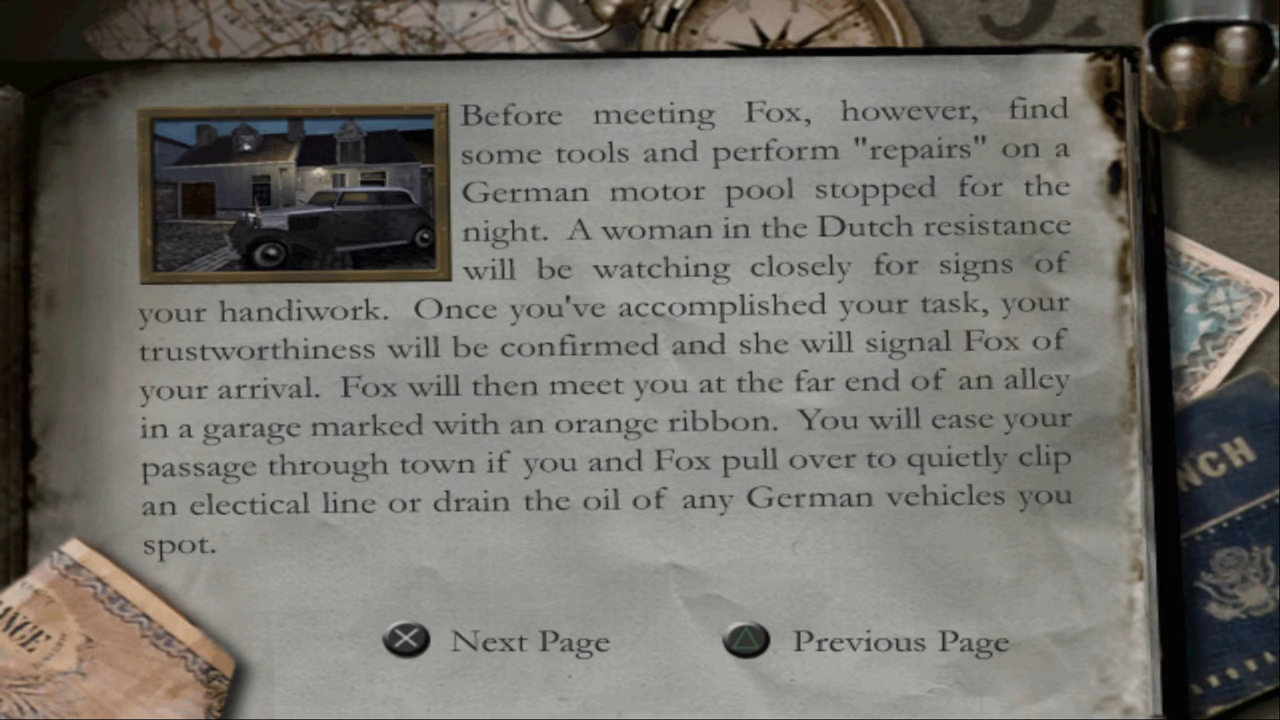 Before meeting Fox, however, find
some tools and perform "repairs" on a
German motor pool stopped for the
night. A woman in the Dutch resistance
will be watching closely for signs of
your handiwork. Once you've accomplished your task, your
trustworthiness will be confirmed and she will signal Fox of
your arrival. Fox will then meet you at the far end of an alley
in a garage marked with an orange ribbon. You will ease your
passage through town if you and Fox pull over to quietly clip
an electical line or drain the oil of any German vehicles you
spot.
Next Page
Previous Page
NCH